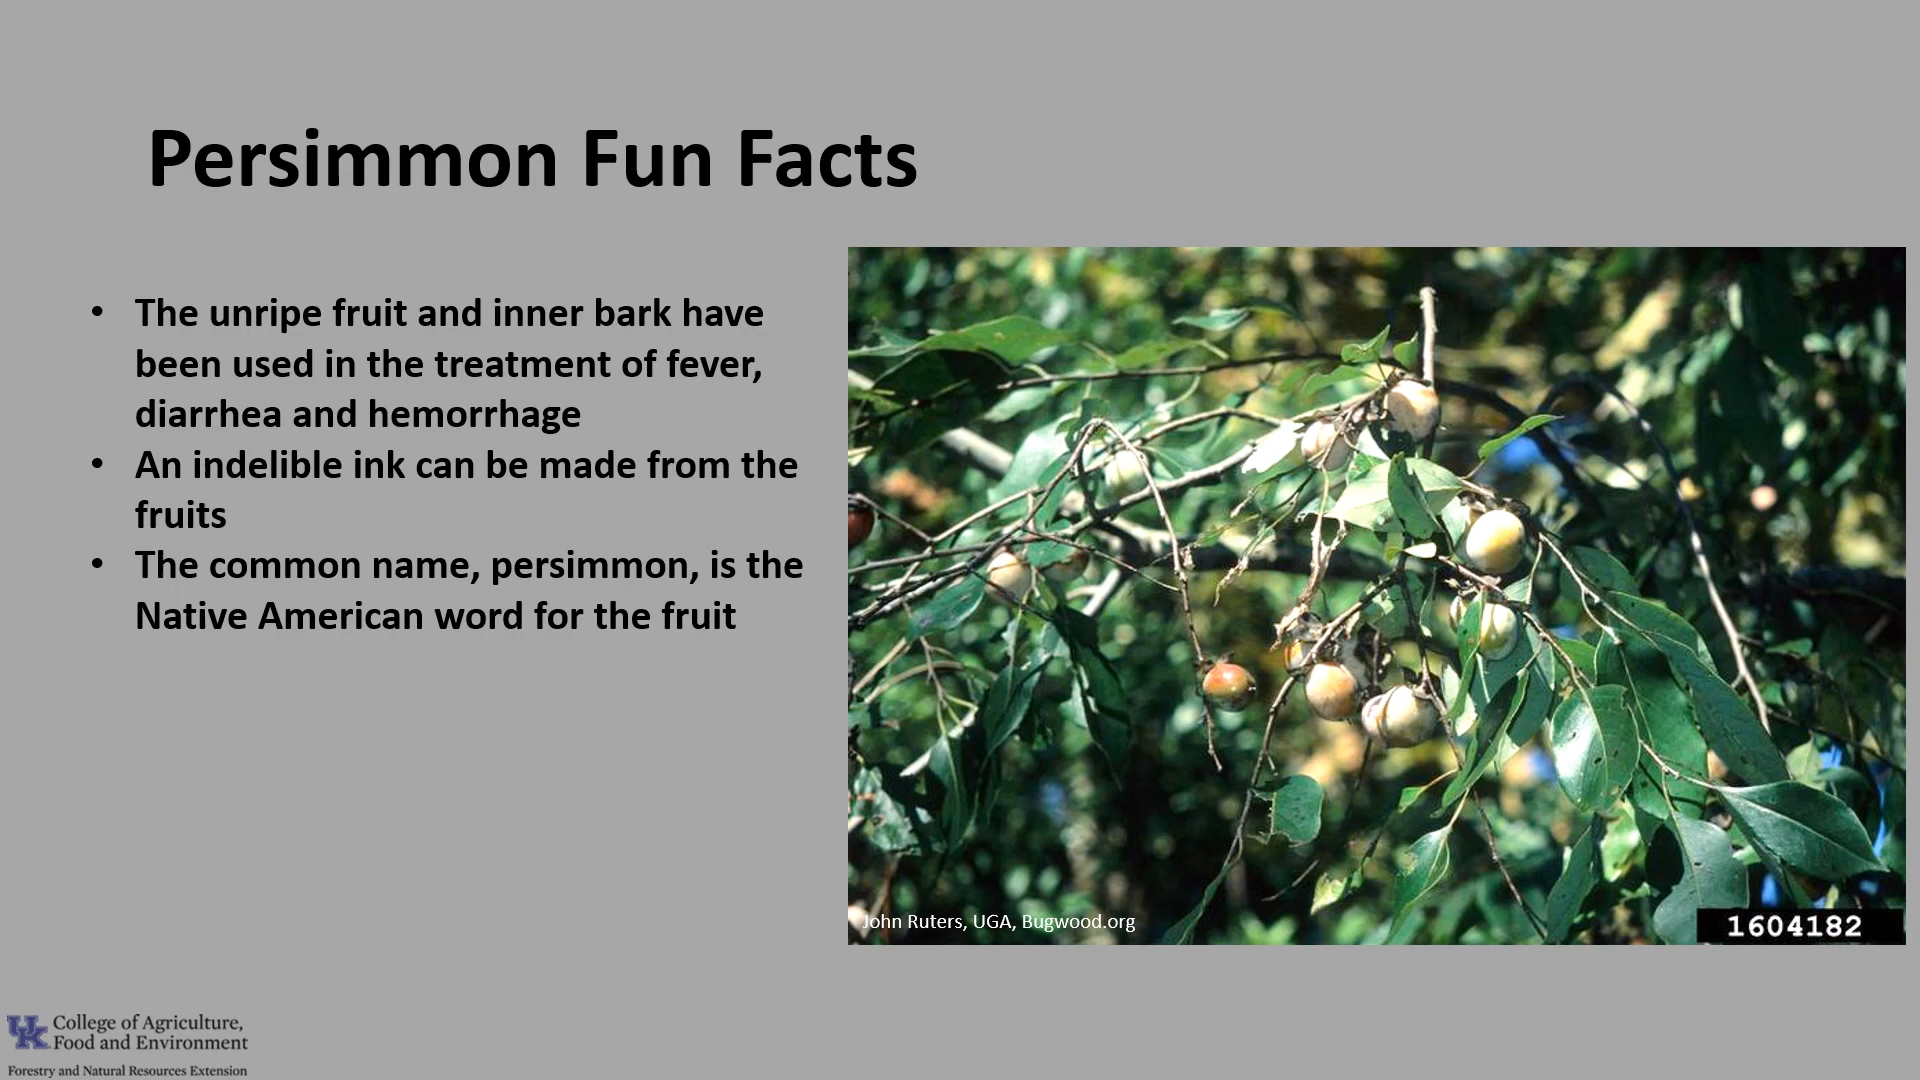 Persimmon Fun Facts
• The unripe fruit and inner bark have
been used in the treatment of fever,
diarrhea and hemorrhage
• An indelible ink can be made from the
fruits
• The common name, persimmon, is the
Native American word for the fruit
John Ruters, UGA, Bugwood.org
1604182
UK College of Agriculture,
Food and Environment
Forestry and Natural Resources Extension